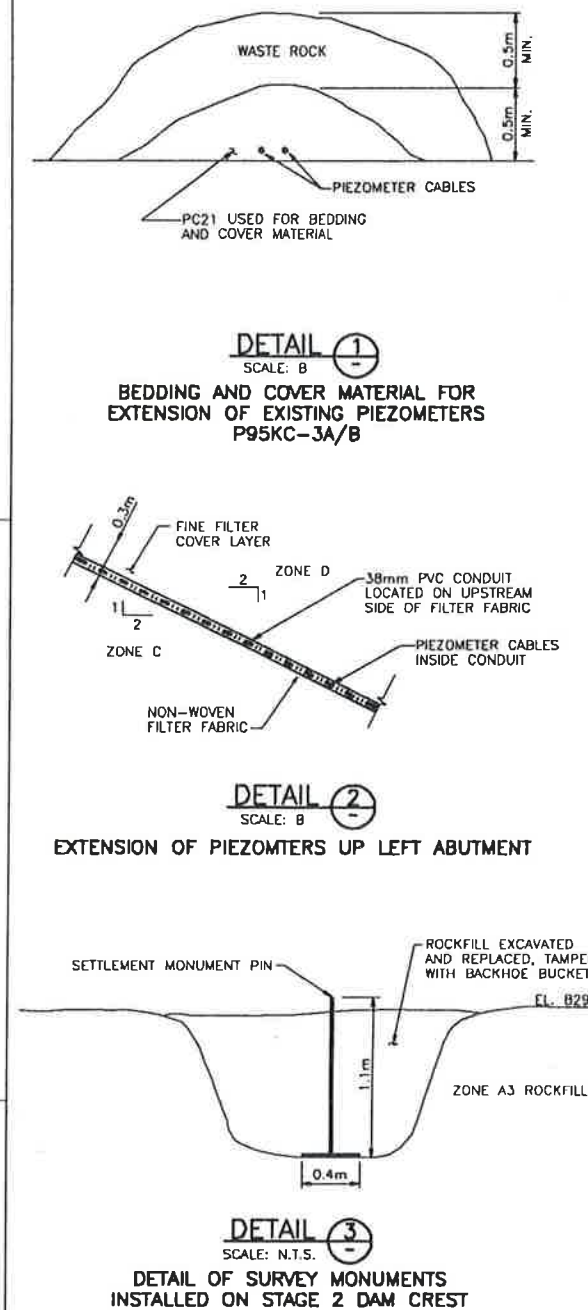 WASTE ROCK
0.5m
MIN.
0.5m
MIN.
PIEZOMETER CABLES
PC21 USED FOR BEDDING
AND COVER MATERIAL
DETAIL 1
-
SCALE: B
BEDDING AND COVER MATERIAL FOR
EXTENSION OF EXISTING PIEZOMETERS
P95KC-3A/B
0.3m
FINE FILTER
COVER LAYER
2
1
ZONE D
38mm PVC CONDUIT
LOCATED ON UPSTREAM
SIDE OF FILTER FABRIC
1
2
ZONE C
PIEZOMETER CABLES
INSIDE CONDUIT
NON-WOVEN
FILTER FABRIC
DETAIL 2
-
SCALE: B
EXTENSION OF PIEZOMTERS UP LEFT ABUTMENT
ROCKFILL EXCAVATED
AND REPLACED, TAMPE
WITH BACKHOE BUCKET
SETTLEMENT MONUMENT PIN
EL. 829
1.1m
ZONE A3 ROCKFILL
0.4m
DETAIL 3
-
SCALE: N.T.S.
DETAIL OF SURVEY MONUMENTS
INSTALLED ON STAGE 2 DAM CREST